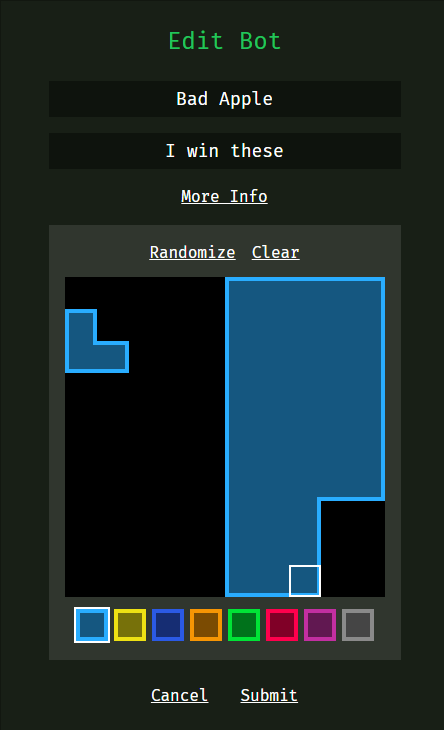 Edit Bot
Bad Apple
I win these
More Info
Randomize Clear
Cancel Submit